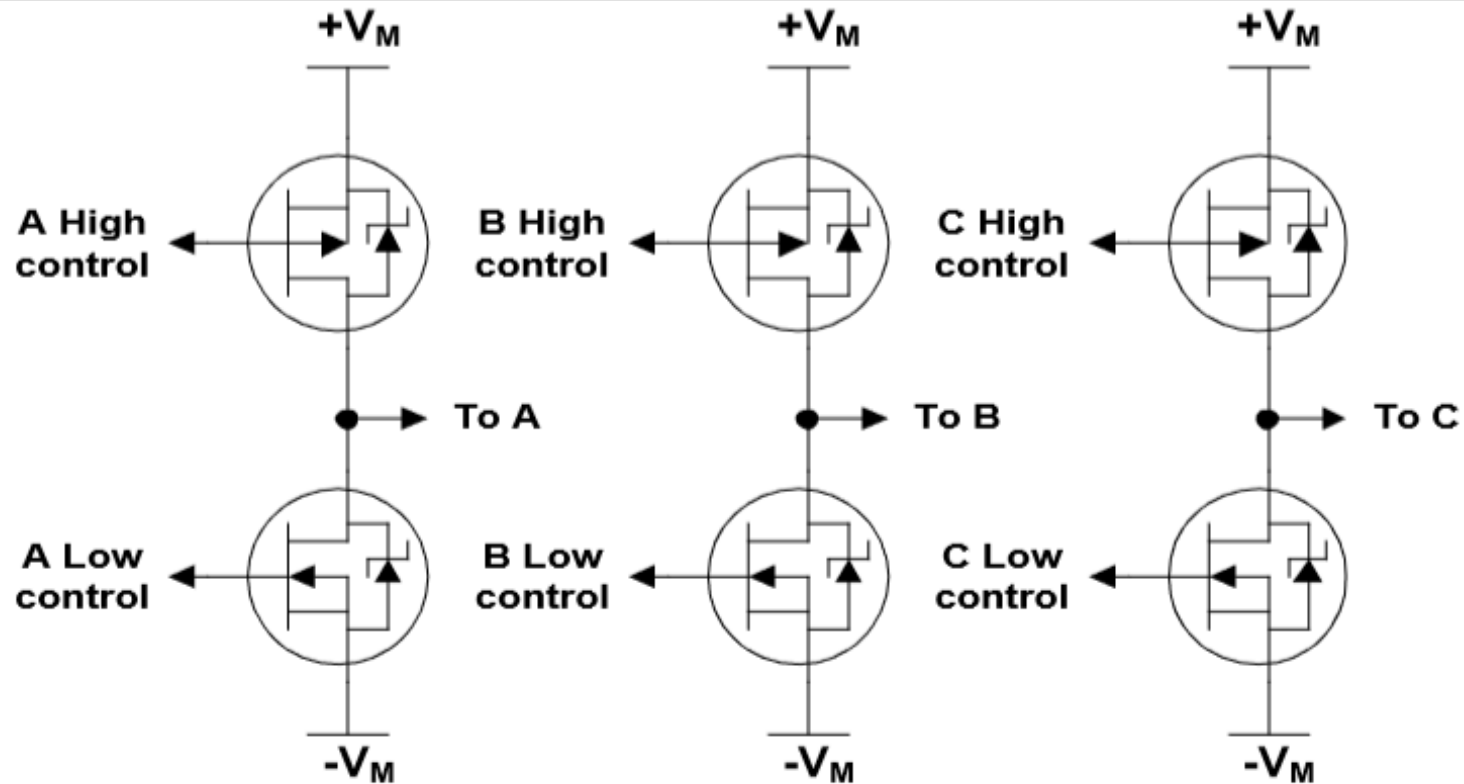 +VM
+VM
+VM
A High
control
B High
control
C High
control
To A
To B
To C
A Low
control
B Low
control
C Low
control
-VM
-VM
-VM